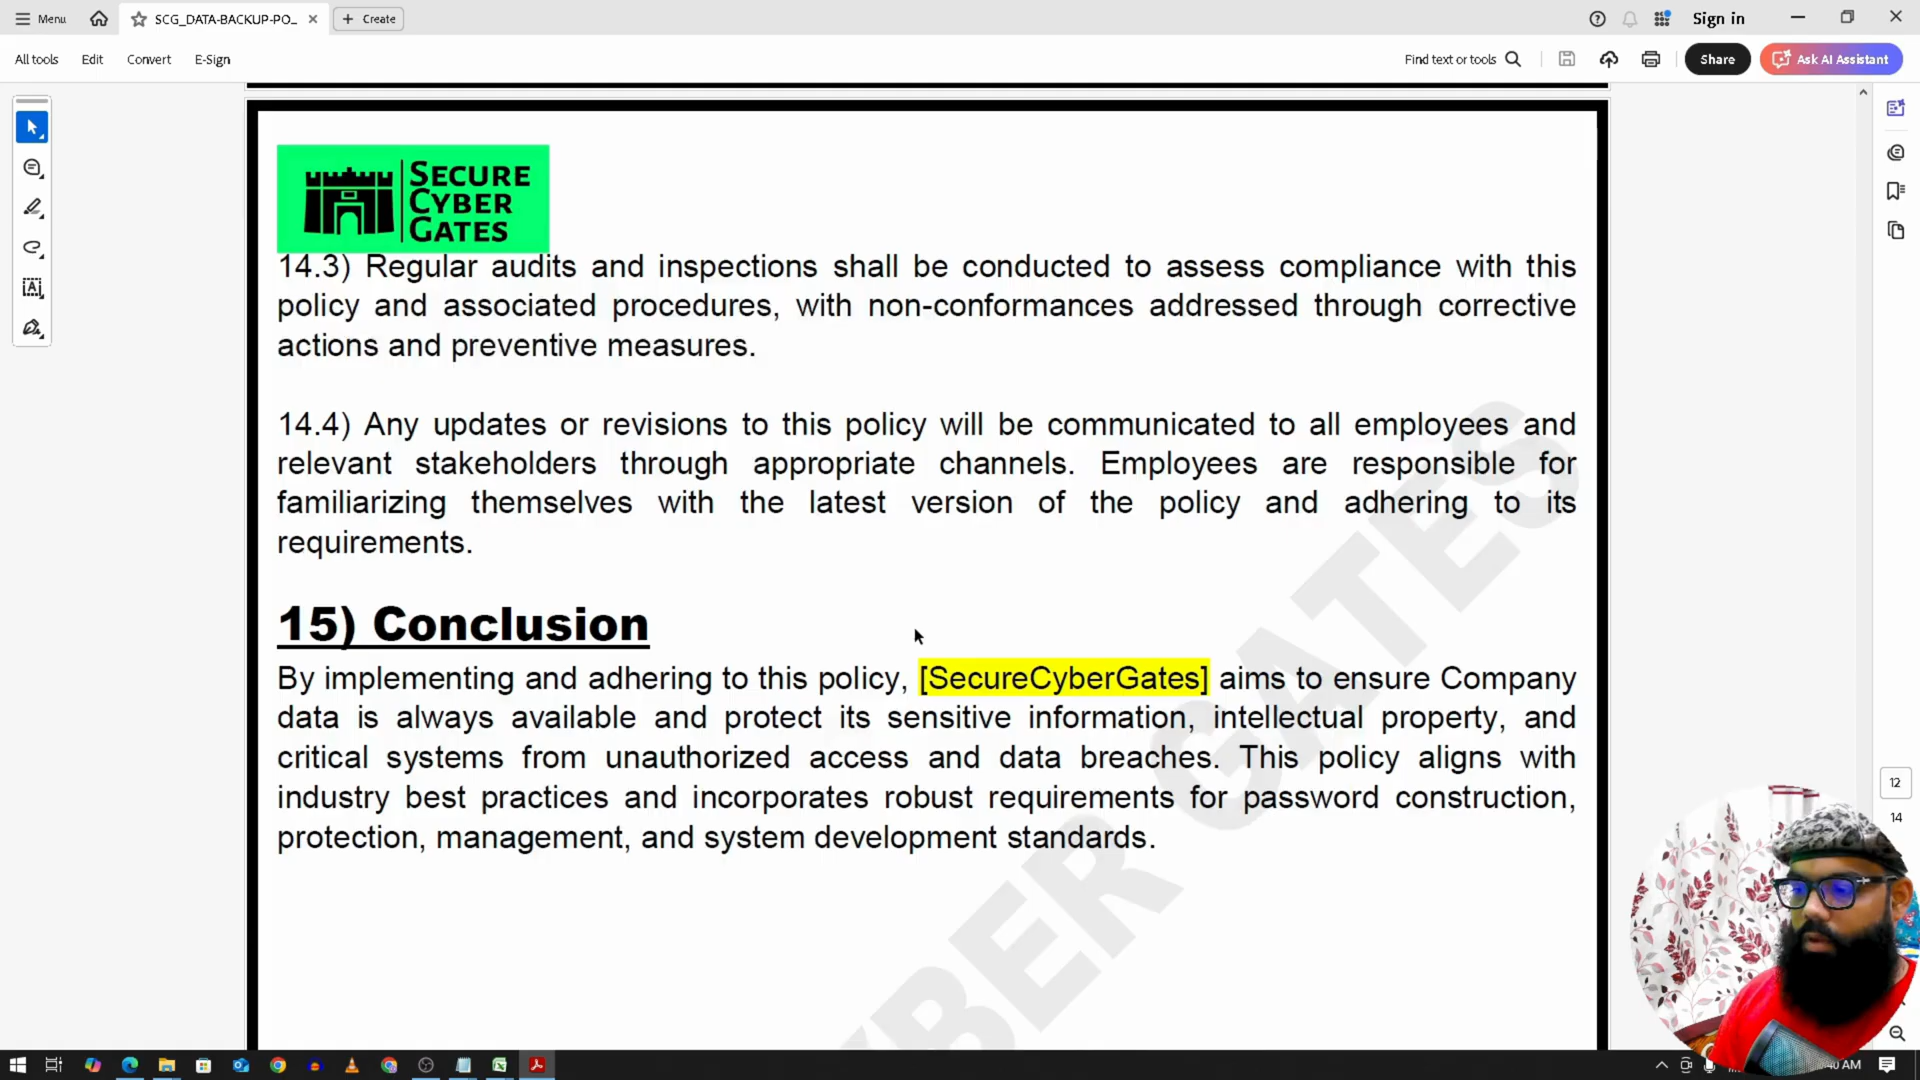 Menu
SCG_DATA-BACKUP-PO...
Create
Sign in
All tools
Edit
Convert
E-Sign
Find text or tools
Share
Ask AI Assistant
SECURE
CYBER
GATES
14.3) Regular audits and inspections shall be conducted to assess compliance with this
policy and associated procedures, with non-conformances addressed through corrective
actions and preventive measures.
14.4) Any updates or revisions to this policy will be communicated to all employees and
relevant stakeholders through appropriate channels. Employees are responsible for
familiarizing themselves with the latest version of the policy and adhering to its
requirements.
15) Conclusion
By implementing and adhering to this policy, [SecureCyberGates] aims to ensure Company
data is always available and protect its sensitive information, intellectual property, and
critical systems from unauthorized access and data breaches. This policy aligns with
industry best practices and incorporates robust requirements for password construction,
protection, management, and system development standards.
YBER GATES
12
14
40 AM